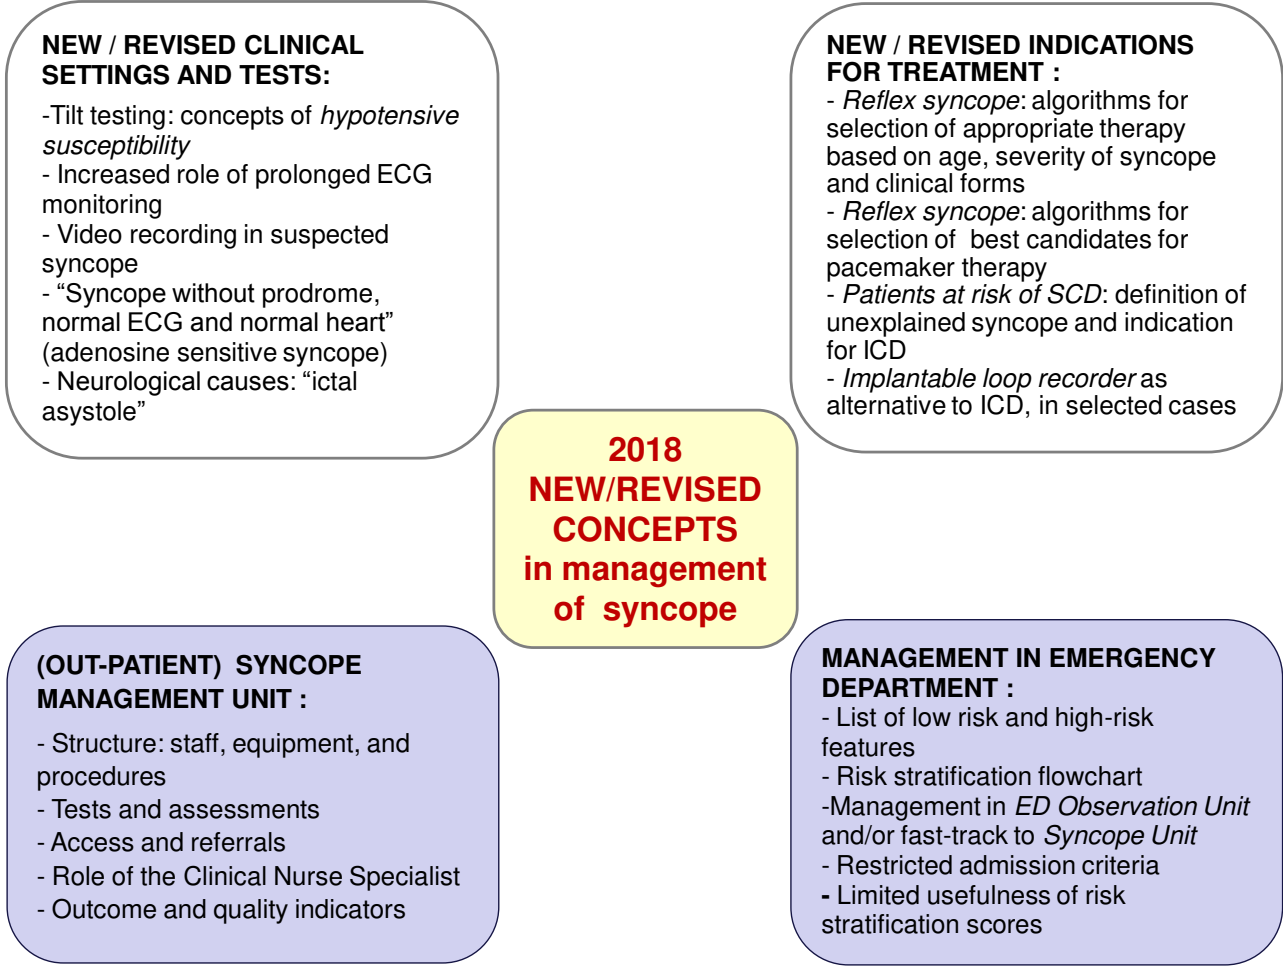 NEW / REVISED CLINICAL
SETTINGS AND TESTS:
-Tilt testing: concepts of hypotensive
susceptibility
- Increased role of prolonged ECG
monitoring
- Video recording in suspected
syncope
- “Syncope without prodrome,
normal ECG and normal heart”
(adenosine sensitive syncope)
- Neurological causes: “ictal
asystole”
NEW / REVISED INDICATIONS
FOR TREATMENT :
- Reflex syncope: algorithms for
selection of appropriate therapy
based on age, severity of syncope
and clinical forms
- Reflex syncope: algorithms for
selection of  best candidates for
pacemaker therapy
- Patients at risk of SCD: definition of
unexplained syncope and indication
for ICD
- Implantable loop recorder as
alternative to ICD, in selected cases
2018
NEW/REVISED
CONCEPTS
in management
of  syncope
(OUT-PATIENT)  SYNCOPE
MANAGEMENT UNIT :
- Structure: staff, equipment, and
procedures
- Tests and assessments
- Access and referrals
- Role of the Clinical Nurse Specialist
- Outcome and quality indicators
MANAGEMENT IN EMERGENCY
DEPARTMENT :
- List of low risk and high-risk
features
- Risk stratification flowchart
-Management in ED Observation Unit
and/or fast-track to Syncope Unit
- Restricted admission criteria
- Limited usefulness of risk
stratification scores